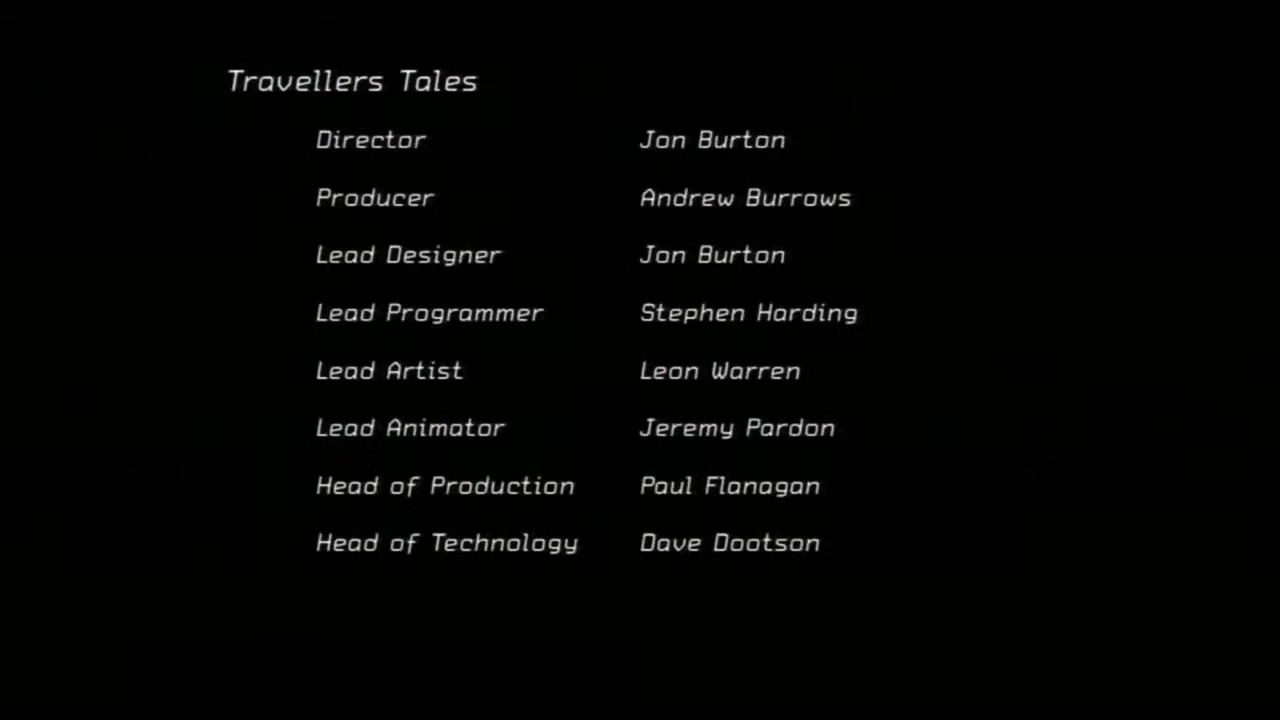 Travellers Tales
Director Jon Burton
Producer Andrew Burrows
Lead Designer Jon Burton
Lead Programmer Stephen Harding
Lead Artist Leon Warren
Lead Animator Jeremy Pardon
Head of Production Paul Flanagan
Head of Technology Dave Dootson